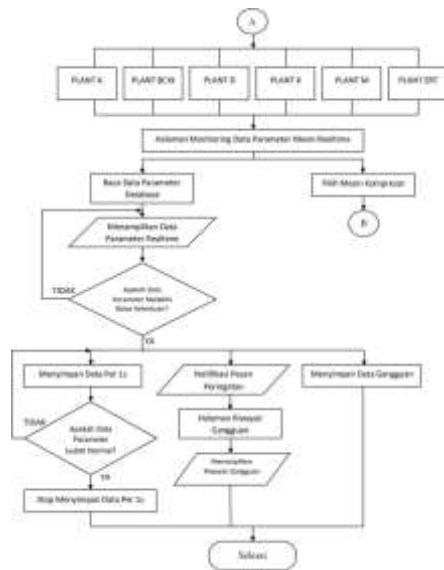 A
PLANT A
PLANT BCN
PLANT D
PLANT K
PLANT M
PLANT
Halaman Monitoring Data Parameter Mesin Realtime
Baca Data Parameter
Database
Pilih Mesin Kompresor
Menampilkan Data
Parameter Realtime
B
TIDAK
Apakah Data
Parameter Melebihi
Batas Ketentuan?
YA
Menyimpan Data Per 1s
Notifikasi Pesan
Peringatan
Menyimpan Data Gangguan
TIDAK
Apakah Data
Parameter
Sudah Normal?
Halaman Riwayat
Gangguan
YA
Menampilkan
Riwayat Gangguan
Stop Menyimpan Data Per 1s
Selesai